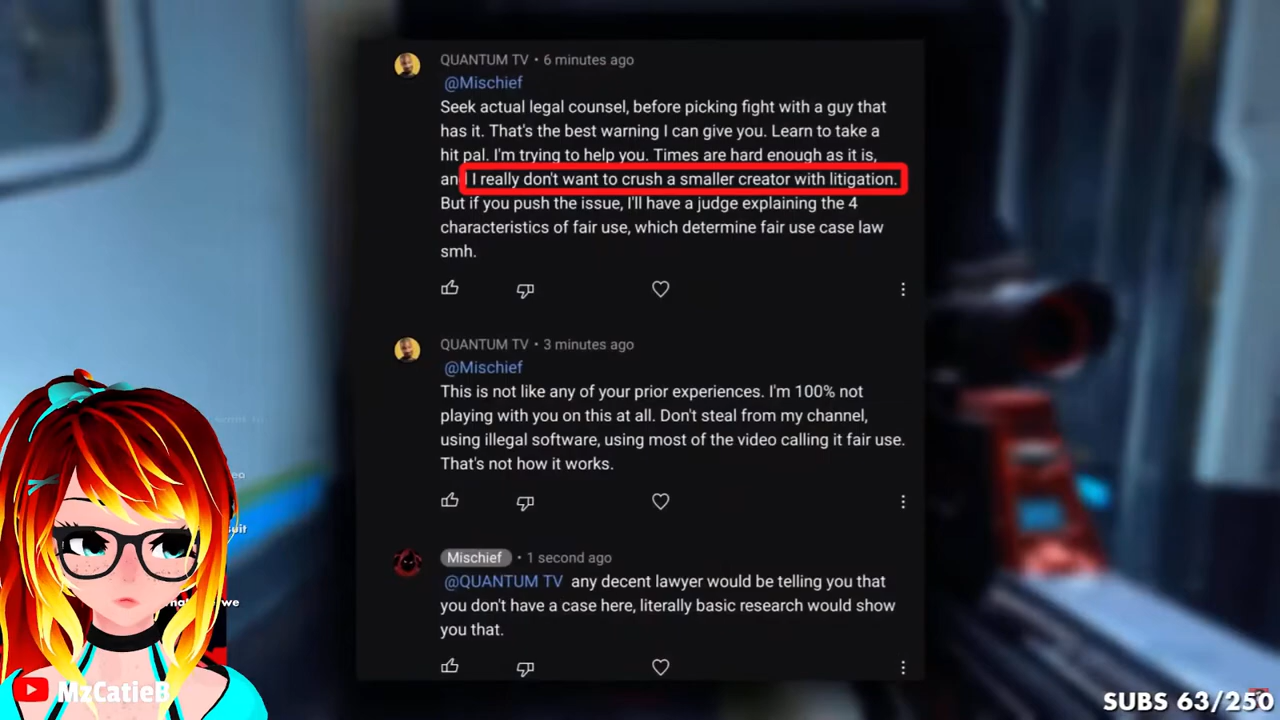 QUANTUM TV • 6 minutes ago
@Mischief
Seek actual legal counsel, before picking fight with a guy that
has it. That's the best warning I can give you. Learn to take a
hit pal. I'm trying to help you. Times are hard enough as it is,
and I really don't want to crush a smaller creator with litigation.
But if you push the issue, I'll have a judge explaining the 4
characteristics of fair use, which determine fair use case law
smh.
QUANTUM TV • 3 minutes ago
@Mischief
This is not like any of your prior experiences. I'm 100% not
playing with you on this at all. Don't steal from my channel,
using illegal software, using most of the video calling it fair use.
That's not how it works.
Mischief • 1 second ago
@QUANTUM TV any decent lawyer would be telling you that
you don't have a case here, literally basic research would show
you that.
we
MzCatieB
SUBS 63/250